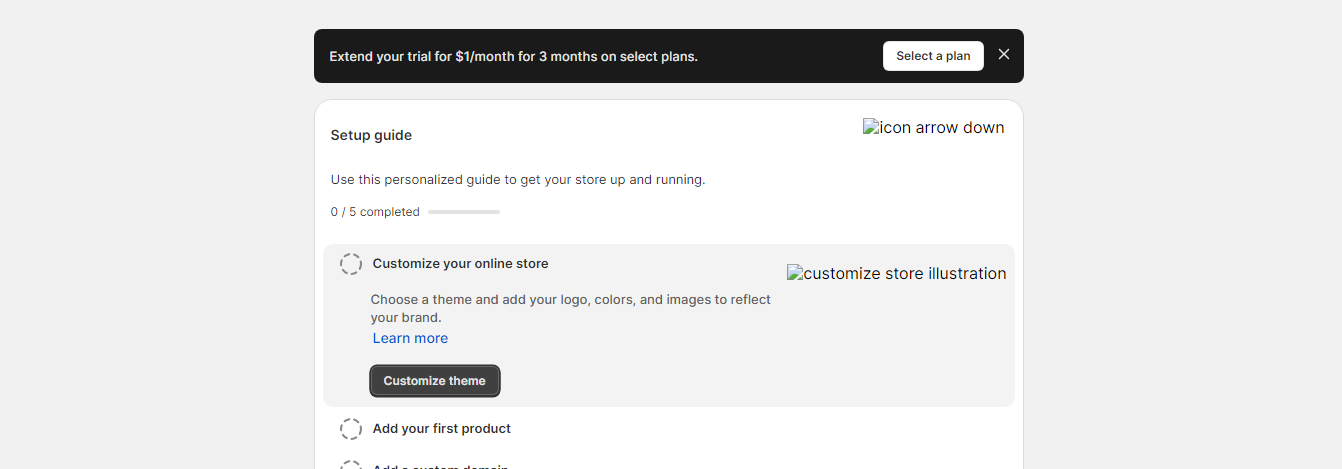 Extend your trial for $1/month for 3 months on select plans.
Select a plan
Setup guide
icon arrow down
Use this personalized guide to get your store up and running.
0 / 5 completed
Customize your online store
customize store illustration
Choose a theme and add your logo, colors, and images to reflect
your brand.
Learn more
Customize theme
Add your first product
Add a custom domain